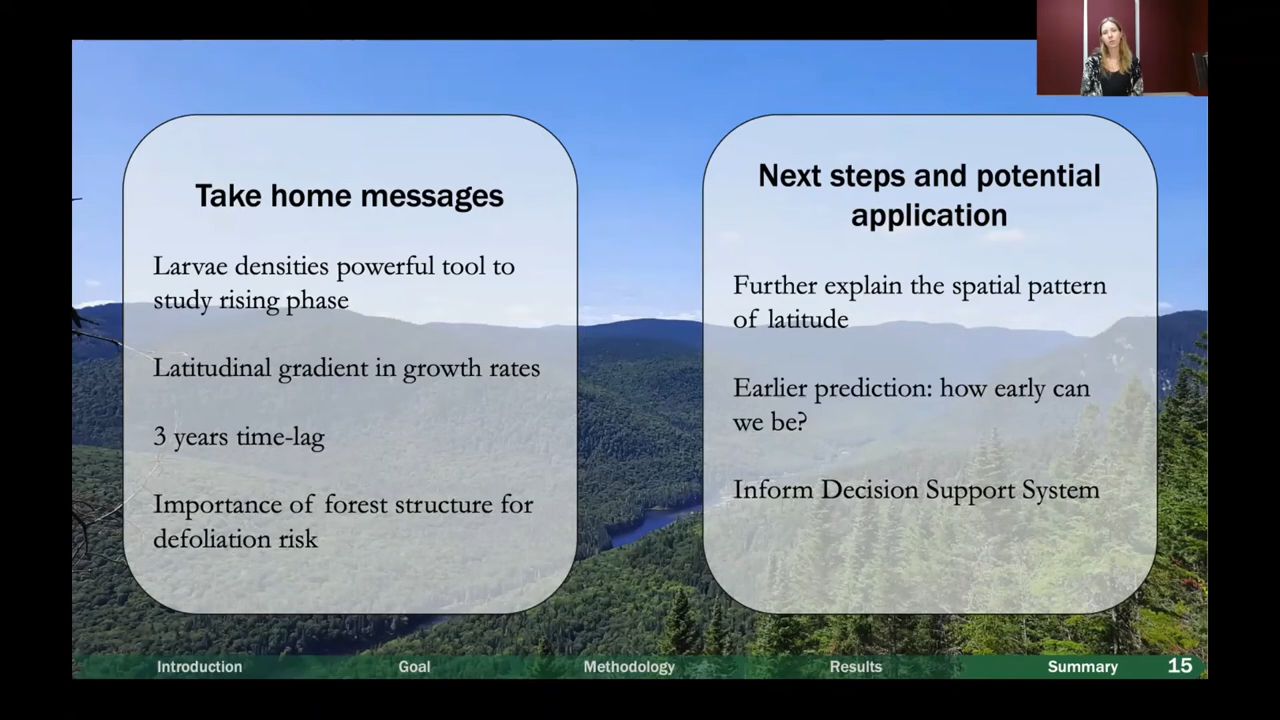 Take home messages
Larvae densities powerful tool to
study rising phase
Latitudinal gradient in growth rates
3 years time-lag
Importance of forest structure for
defoliation risk
Next steps and potential
application
Further explain the spatial pattern
of latitude
Earlier prediction: how early can
we be?
Inform Decision Support System
Introduction Goal Methodology Results Summary 15